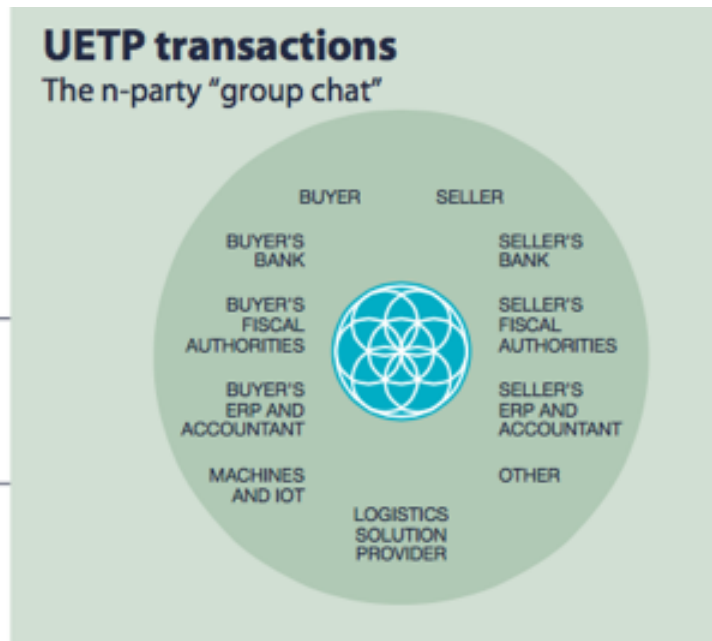 UETP transactions
The n-party “group chat”
BUYER
SELLER
BUYER'S
BANK
SELLER'S
BANK
BUYER'S
FISCAL
AUTHORITIES
SELLER'S
FISCAL
AUTHORITIES
BUYER'S
ERP AND
ACCOUNTANT
SELLER'S
ERP AND
ACCOUNTANT
MACHINES
AND IOT
OTHER
LOGISTICS
SOLUTION
PROVIDER